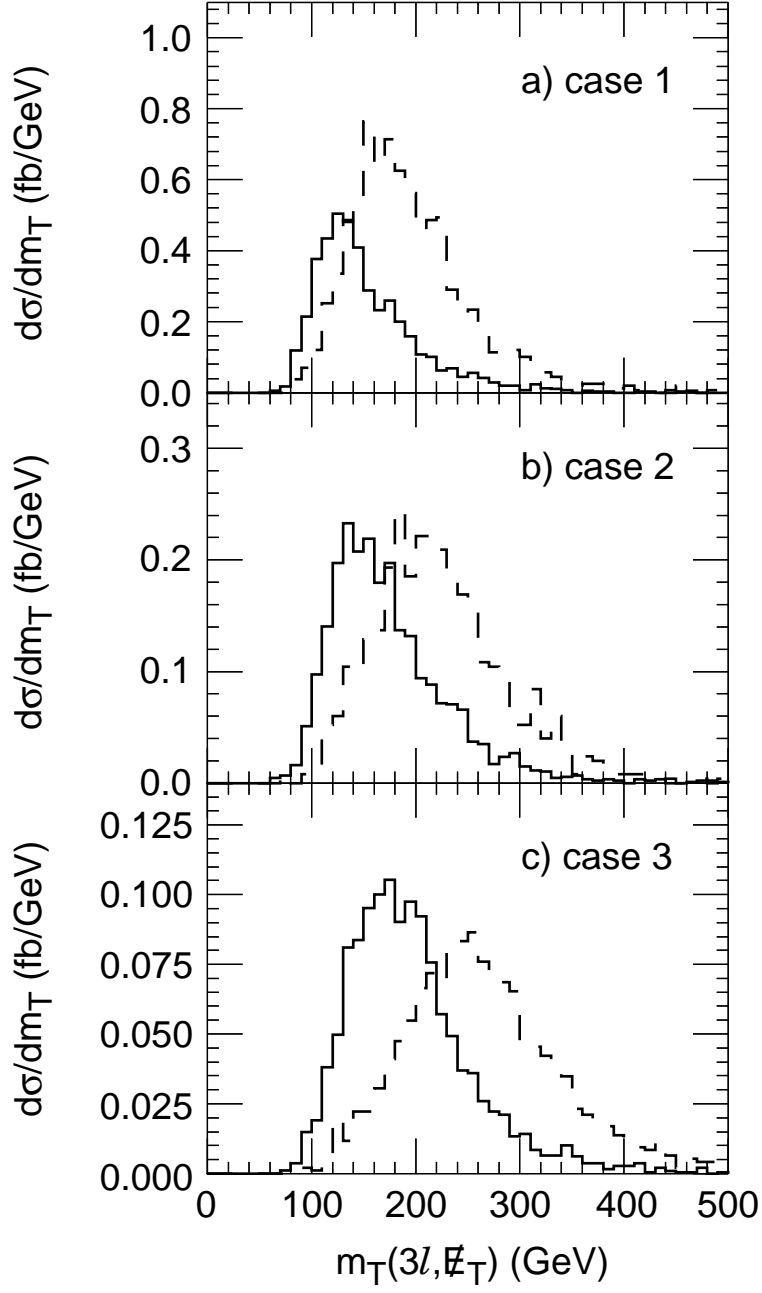 1.0
a) case 1
0.8
0.6
0.4
0.2
0.0
dσ/dm_T (fb/GeV)
0.3
b) case 2
0.2
0.1
0.0
dσ/dm_T (fb/GeV)
0.125
c) case 3
0.100
0.075
0.050
0.025
0.000
dσ/dm_T (fb/GeV)
0 100 200 300 400 500
m_T(3l,E̸_T) (GeV)